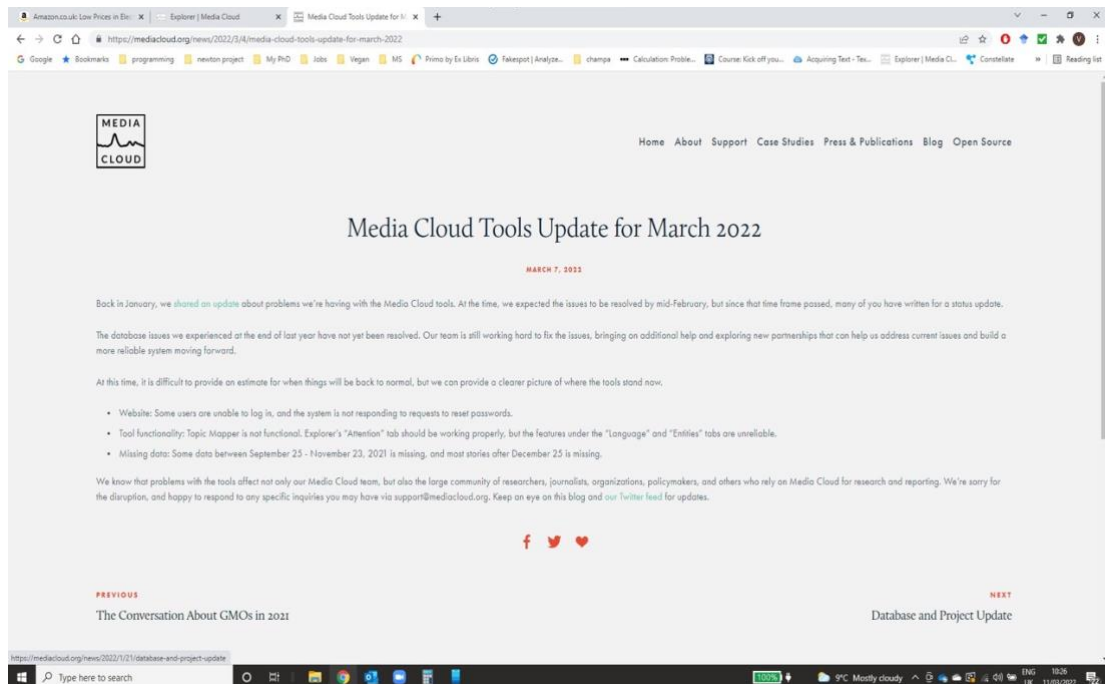 Amazon.co.uk: Low Prices in Elec
Explorer | Media Cloud
Media Cloud Tools Update for M
https://mediacloud.org/news/2022/3/4/media-cloud-tools-update-for-march-2022
Google Bookmarks programming newton project My PhD Jobs Vegan MS Primo by Ex Libris Fakespot | Analyze... champa Calculation: Proble... Course: Kick off you... Acquiring Text - Tex... Explorer | Media Cl... Constellate » Reading list
MEDIA
CLOUD
Home About Support Case Studies Press & Publications Blog Open Source
Media Cloud Tools Update for March 2022
MARCH 7, 2022
Back in January, we shared an update about problems we're having with the Media Cloud tools. At the time, we expected the issues to be resolved by mid-February, but since that time frame passed, many of you have written for a status update.
The database issues we experienced at the end of last year have not yet been resolved. Our team is still working hard to fix the issues, bringing on additional help and exploring new partnerships that can help us address current issues and build a
more reliable system moving forward.
At this time, it is difficult to provide an estimate for when things will be back to normal, but we can provide a clearer picture of where the tools stand now.
• Website: Some users are unable to log in, and the system is not responding to requests to reset passwords.
• Tool functionality: Topic Mapper is not functional. Explorer's "Attention" tab should be working properly, but the features under the "Language" and "Entities" tabs are unreliable.
• Missing data: Some data between September 25 - November 23, 2021 is missing, and most stories after December 25 is missing.
We know that problems with the tools affect not only our Media Cloud team, but also the large community of researchers, journalists, organizations, policymakers, and others who rely on Media Cloud for research and reporting. We're sorry for
the disruption, and happy to respond to any specific inquiries you may have via support@mediacloud.org. Keep an eye on this blog and our Twitter feed for updates.
PREVIOUS
The Conversation About GMOs in 2021
NEXT
Database and Project Update
https://mediacloud.org/news/2022/1/21/database-and-project-update
Type here to search
100%
9°C Mostly cloudy
ENG
UK
10:26
11/03/2022
22